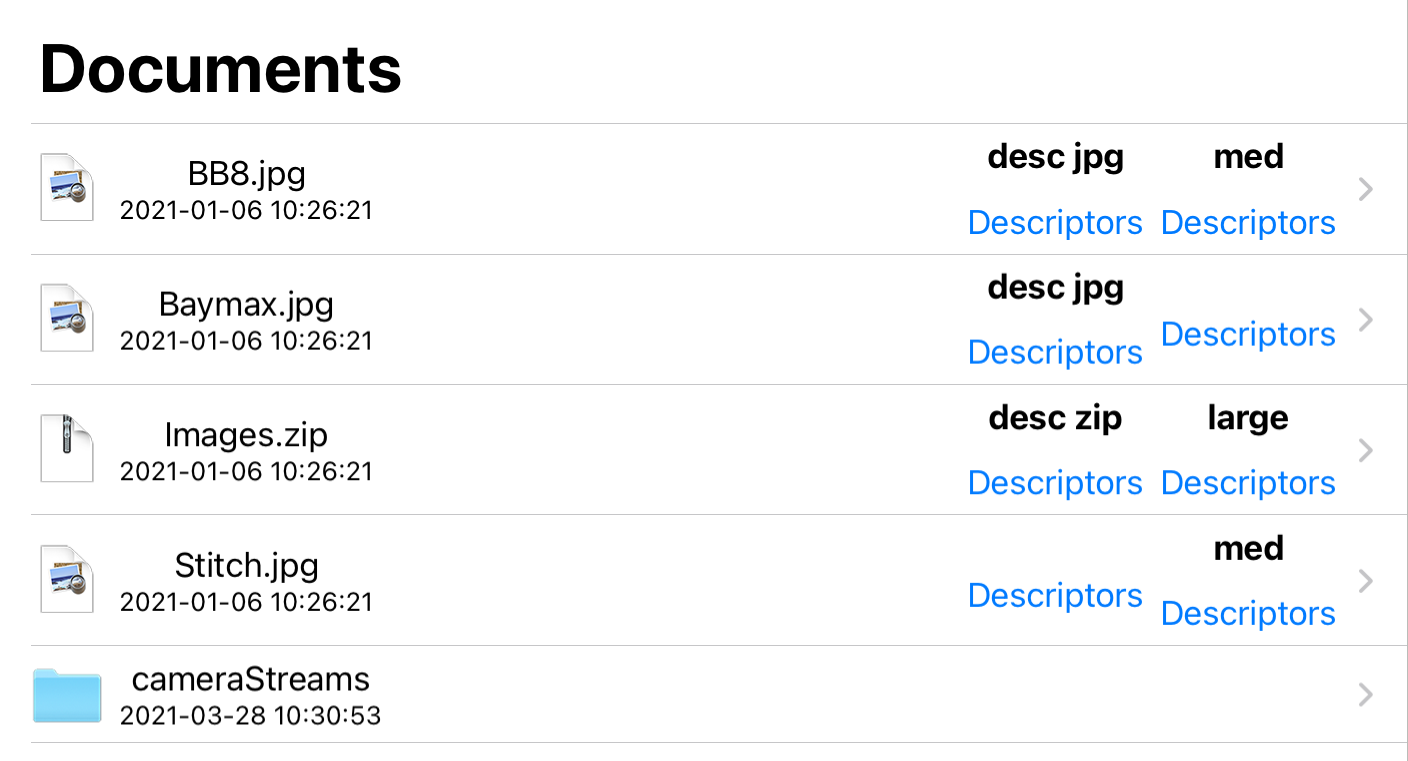 Documents
BB8.jpg
2021-01-06 10:26:21
desc jpg
Descriptors
med
Descriptors
Baymax.jpg
2021-01-06 10:26:21
desc jpg
Descriptors
Descriptors
Images.zip
2021-01-06 10:26:21
desc zip
Descriptors
large
Descriptors
Stitch.jpg
2021-01-06 10:26:21
Descriptors
med
Descriptors
cameraStreams
2021-03-28 10:30:53